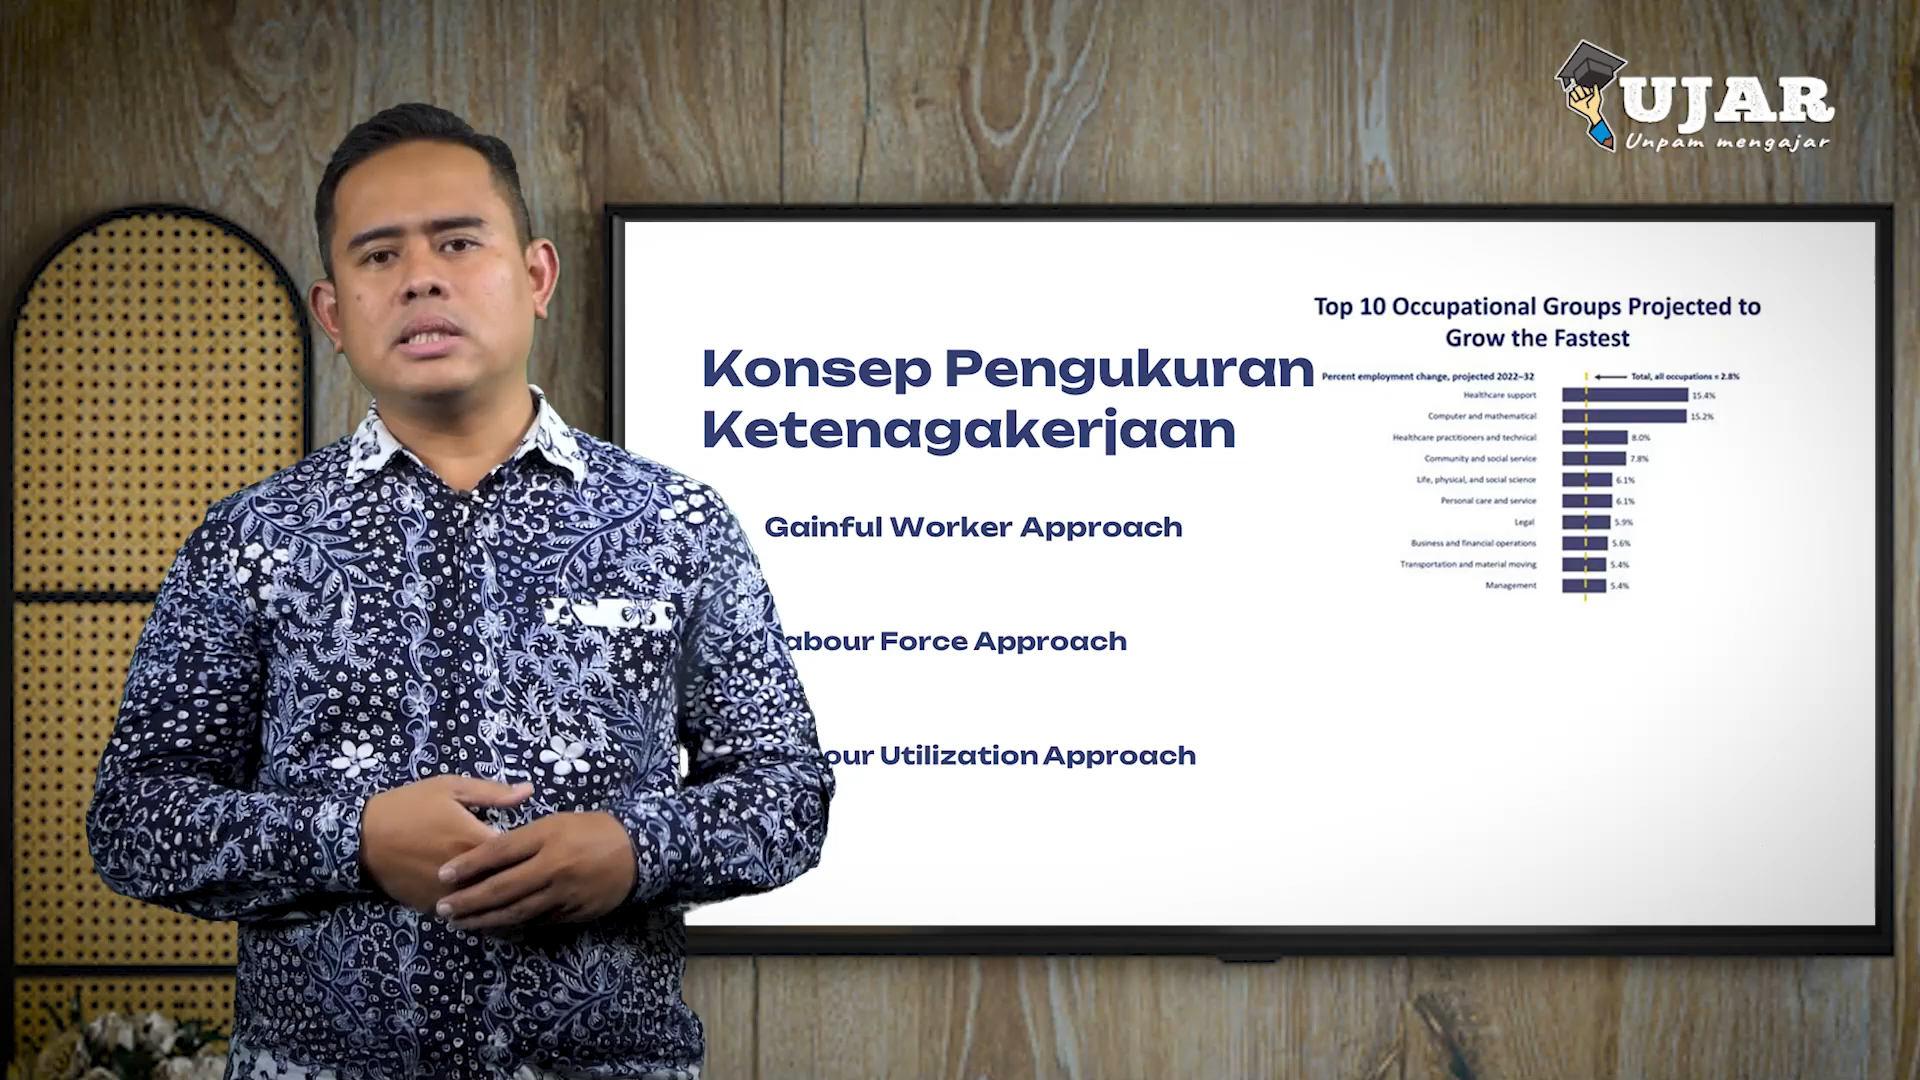 UJAR
Unpam mengajar
Konsep Pengukuran
Ketenagakerjaan
Gainful Worker Approach
abour Force Approach
our Utilization Approach
Top 10 Occupational Groups Projected to
Grow the Fastest
Percent employment change, projected 2022–32
Total, all occupations = 2.8%
Healthcare support 15.4%
Computer and mathematical 15.2%
Healthcare practitioners and technical 8.0%
Community and social service 7.8%
Life, physical, and social science 6.1%
Personal care and service 6.1%
Legal 5.9%
Business and financial operations 5.6%
Transportation and material moving 5.4%
Management 5.4%